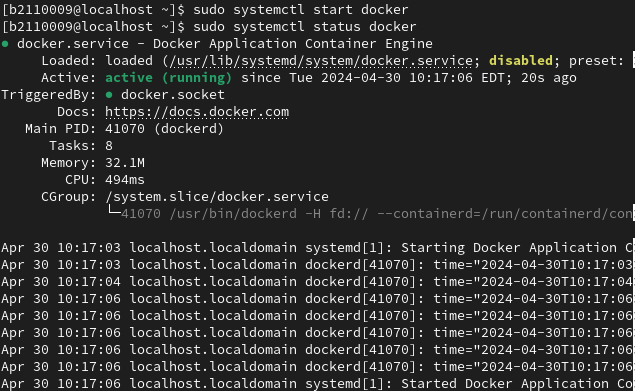 [b2110009@localhost ~]$ sudo systemctl start docker
[b2110009@localhost ~]$ sudo systemctl status docker
● docker.service - Docker Application Container Engine
Loaded: loaded (/usr/lib/systemd/system/docker.service; disabled; preset:
Active: active (running) since Tue 2024-04-30 10:17:06 EDT; 20s ago
TriggeredBy: ● docker.socket
Docs: https://docs.docker.com
Main PID: 41070 (dockerd)
Tasks: 8
Memory: 32.1M
CPU: 494ms
CGroup: /system.slice/docker.service
└─41070 /usr/bin/dockerd -H fd:// --containerd=/run/containerd/con
Apr 30 10:17:03 localhost.localdomain systemd[1]: Starting Docker Application C
Apr 30 10:17:03 localhost.localdomain dockerd[41070]: time="2024-04-30T10:17:03
Apr 30 10:17:04 localhost.localdomain dockerd[41070]: time="2024-04-30T10:17:04
Apr 30 10:17:06 localhost.localdomain dockerd[41070]: time="2024-04-30T10:17:06
Apr 30 10:17:06 localhost.localdomain dockerd[41070]: time="2024-04-30T10:17:06
Apr 30 10:17:06 localhost.localdomain dockerd[41070]: time="2024-04-30T10:17:06
Apr 30 10:17:06 localhost.localdomain dockerd[41070]: time="2024-04-30T10:17:06
Apr 30 10:17:06 localhost.localdomain dockerd[41070]: time="2024-04-30T10:17:06
Apr 30 10:17:06 localhost.localdomain systemd[1]: Started Docker Application Co